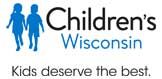 Children's
Wisconsin
Kids deserve the best.